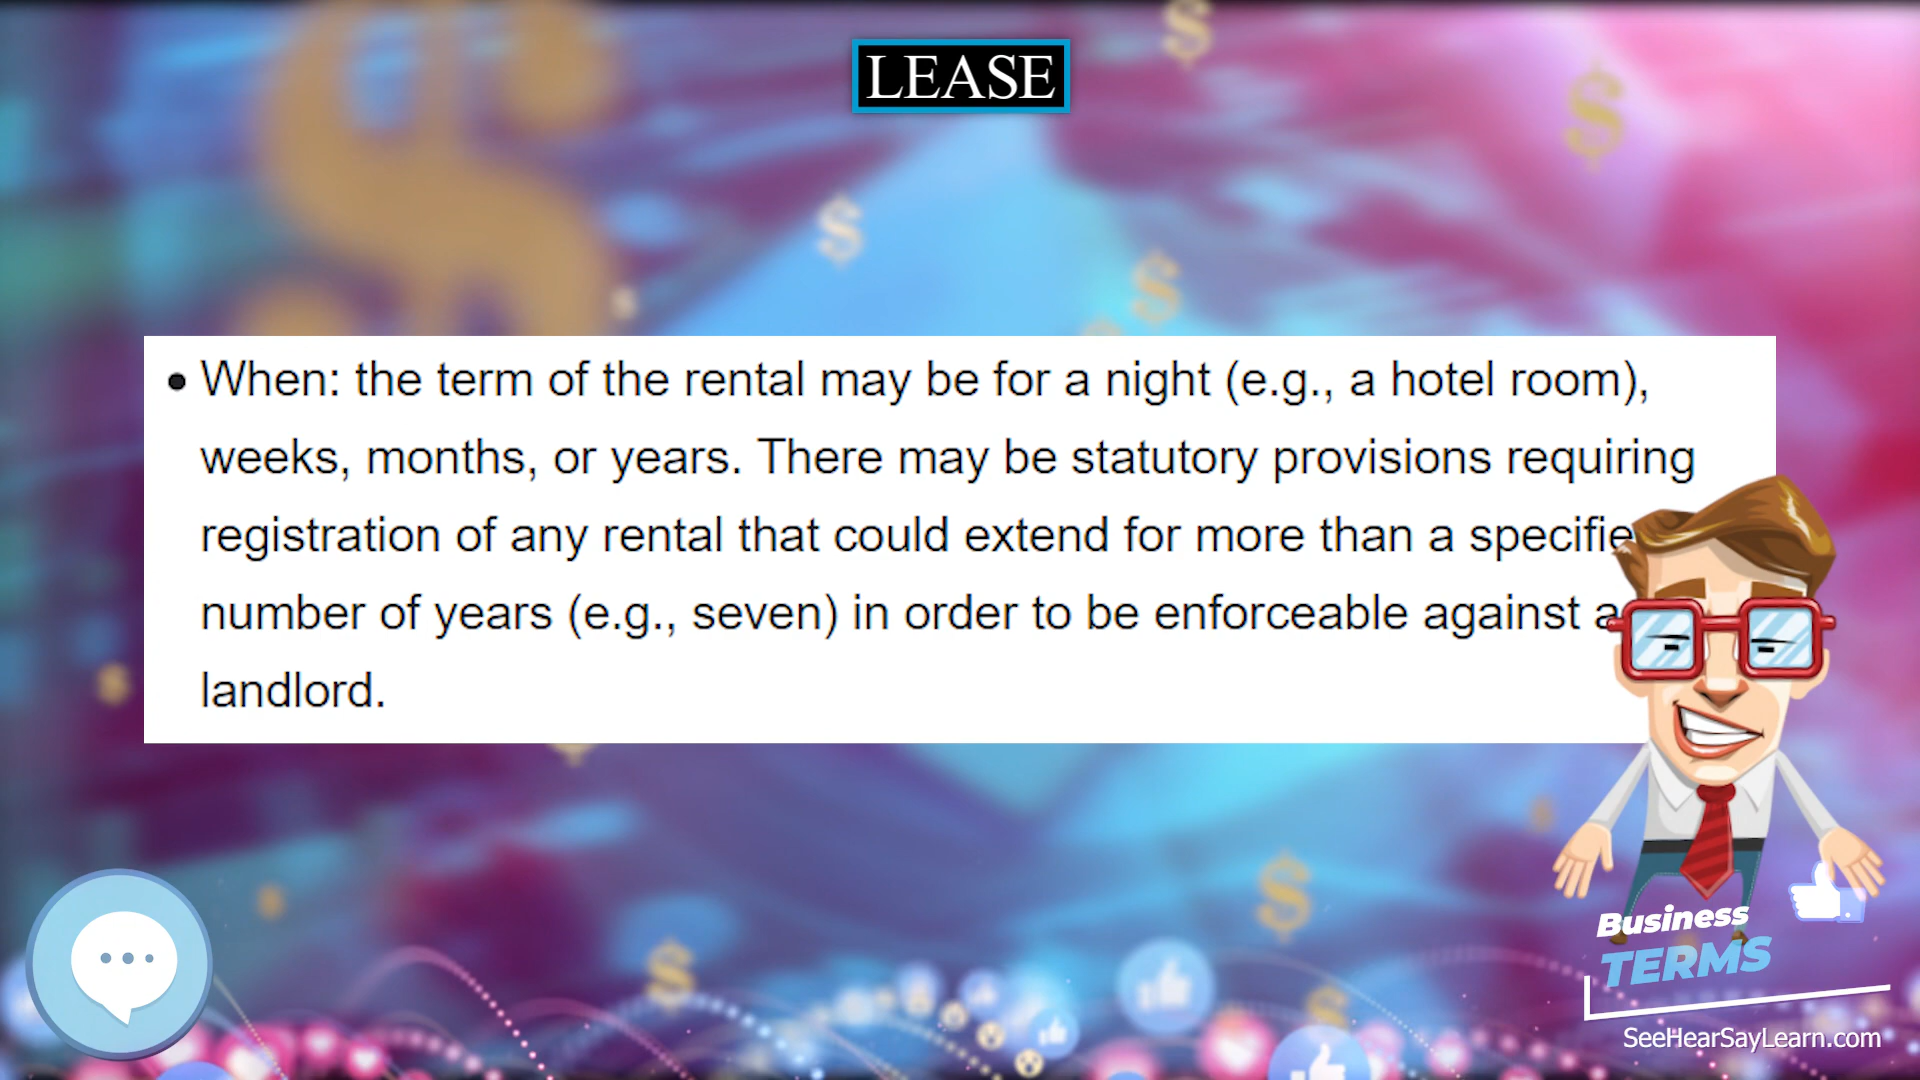 LEASE
• When: the term of the rental may be for a night (e.g., a hotel room),
weeks, months, or years. There may be statutory provisions requiring
registration of any rental that could extend for more than a
number of years (e.g., seven) in order to be enforceable against
landlord.
Business
TERMS
SeeHearSayLearn.com